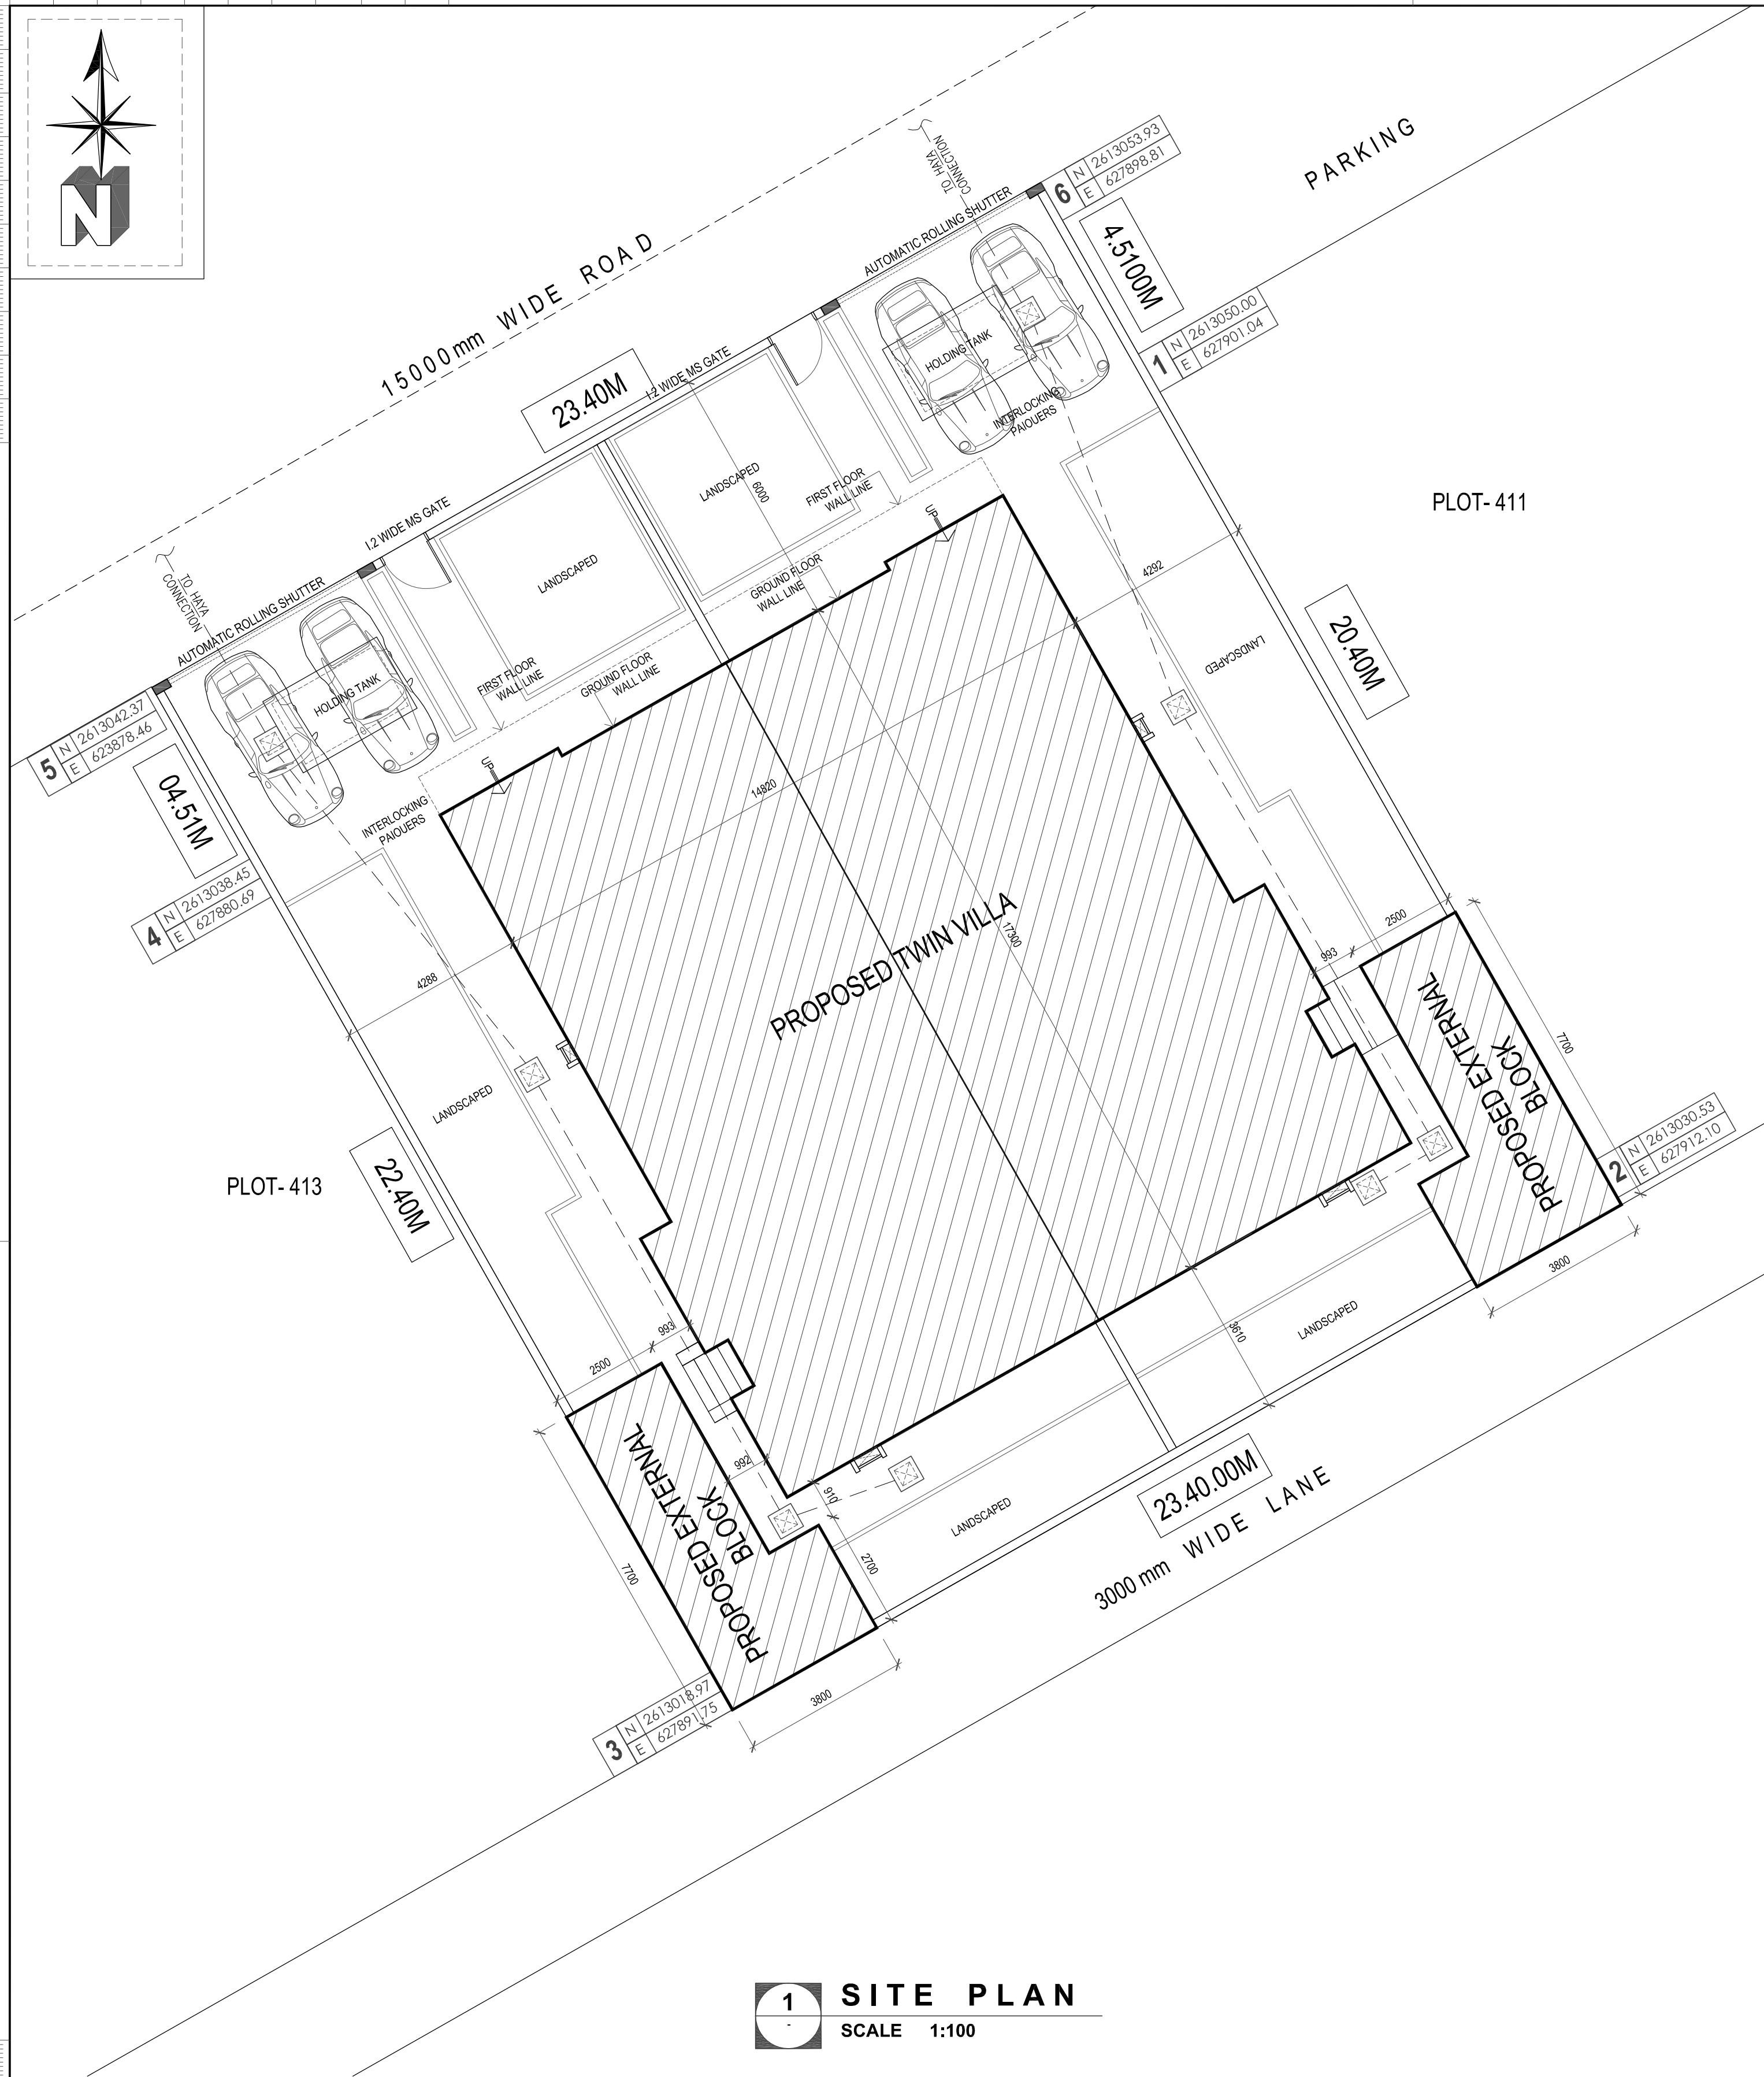 N
15000mm WIDE ROAD
PARKING
TO HAYA
CONNECTION
6
N 2613053.93
E 627898.81
AUTOMATIC ROLLING SHUTTER
4.5100M
1
N 2613050.00
E 627901.04
HOLDING TANK
INTERLOCKING
PAIOUERS
23.40M
1.2 WIDE MS GATE
LANDSCAPED
6000
FIRST FLOOR
WALL LINE
UP
PLOT- 411
1.2 WIDE MS GATE
LANDSCAPED
GROUND FLOOR
WALL LINE
4292
TO HAYA
CONNECTION
AUTOMATIC ROLLING SHUTTER
HOLDING TANK
FIRST FLOOR
WALL LINE
GROUND FLOOR
WALL LINE
LANDSCAPED
20.40M
5
N 2613042.37
E 623878.46
04.51M
UP
INTERLOCKING
PAIOUERS
14820
4
N 2613038.45
E 627880.69
4288
PROPOSED TWIN VILLA
17300
2500
993
PROPOSED EXTERNAL
BLOCK
7700
LANDSCAPED
PLOT- 413
22.40M
2
N 2613030.53
E 627912.10
3800
993
2500
3610
LANDSCAPED
PROPOSED EXTERNAL
BLOCK
992
910
LANDSCAPED
23.40.00M
3000 mm WIDE LANE
7700
2700
3
N 2613018.97
E 627891.75
3800
1
-
SITE PLAN
SCALE 1:100